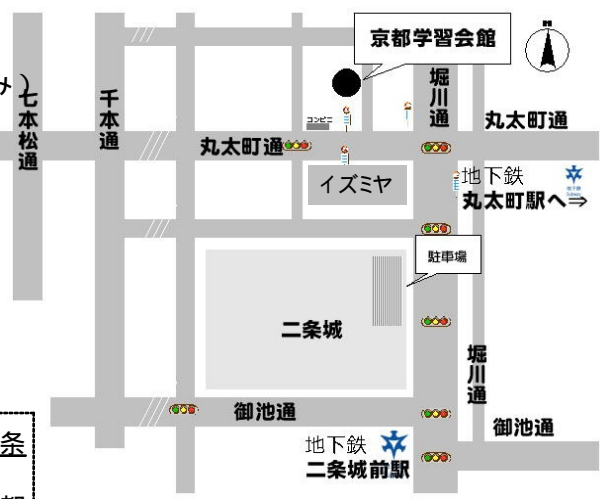 京都学習会館
み）
七本松通
千本通
堀川通
コンビニ
丸太町通
丸太町通
イズミヤ
地下鉄
丸太町駅へ⇒
駐車場
二条城
堀川通
御池通
御池通
条
地下鉄
二条城前駅